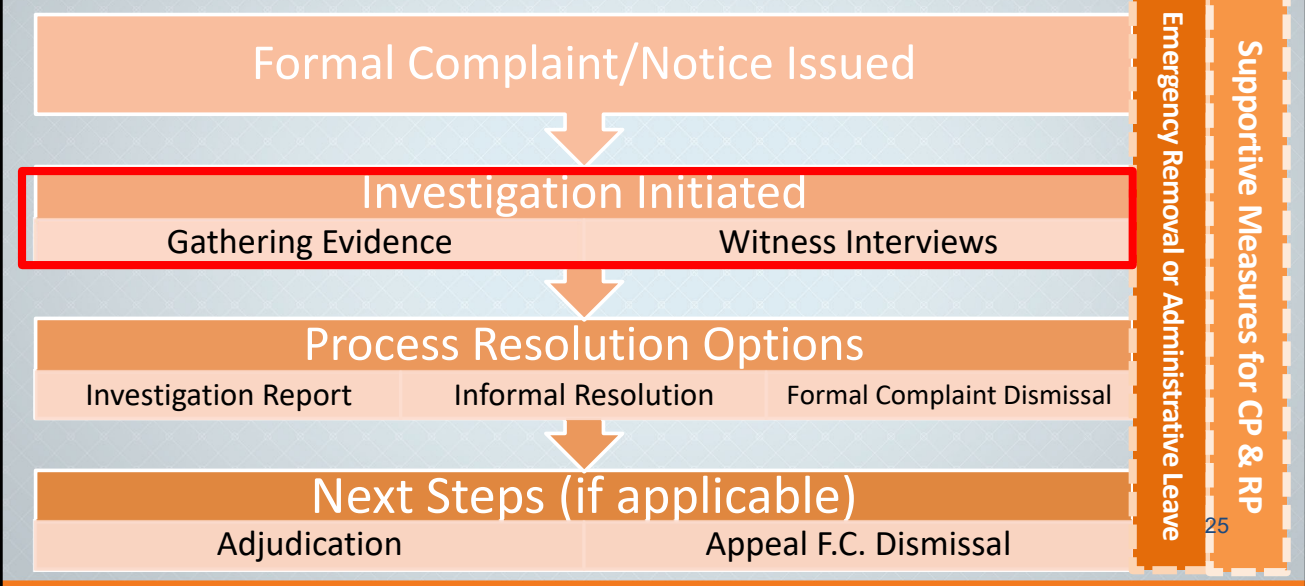 Formal Complaint/Notice Issued
Investigation Initiated
Gathering Evidence
Witness Interviews
Process Resolution Options
Investigation Report
Informal Resolution
Formal Complaint Dismissal
Next Steps (if applicable)
Adjudication
Appeal F.C. Dismissal
Emergency Removal or Administrative Leave
Supportive Measures for CP & RP
25